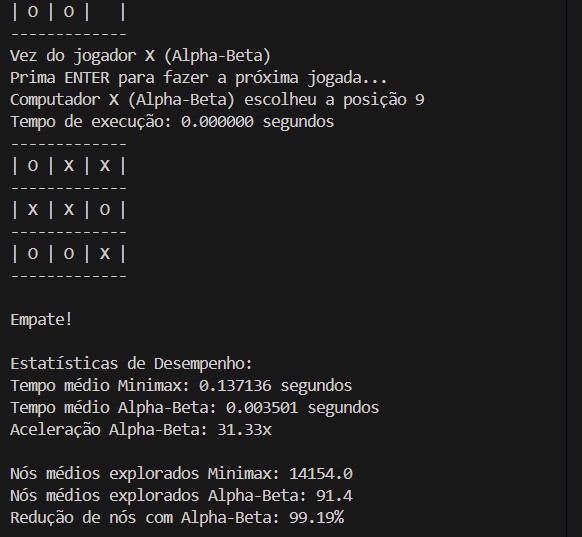 | O | O |   |
-------------
Vez do jogador X (Alpha-Beta)
Prima ENTER para fazer a próxima jogada...
Computador X (Alpha-Beta) escolheu a posição 9
Tempo de execução: 0.000000 segundos
-------------
| O | X | X |
-------------
| X | X | O |
-------------
| O | O | X |
-------------
Empate!
Estatísticas de Desempenho:
Tempo médio Minimax: 0.137136 segundos
Tempo médio Alpha-Beta: 0.003501 segundos
Aceleração Alpha-Beta: 31.33x
Nós médios explorados Minimax: 14154.0
Nós médios explorados Alpha-Beta: 91.4
Redução de nós com Alpha-Beta: 99.19%